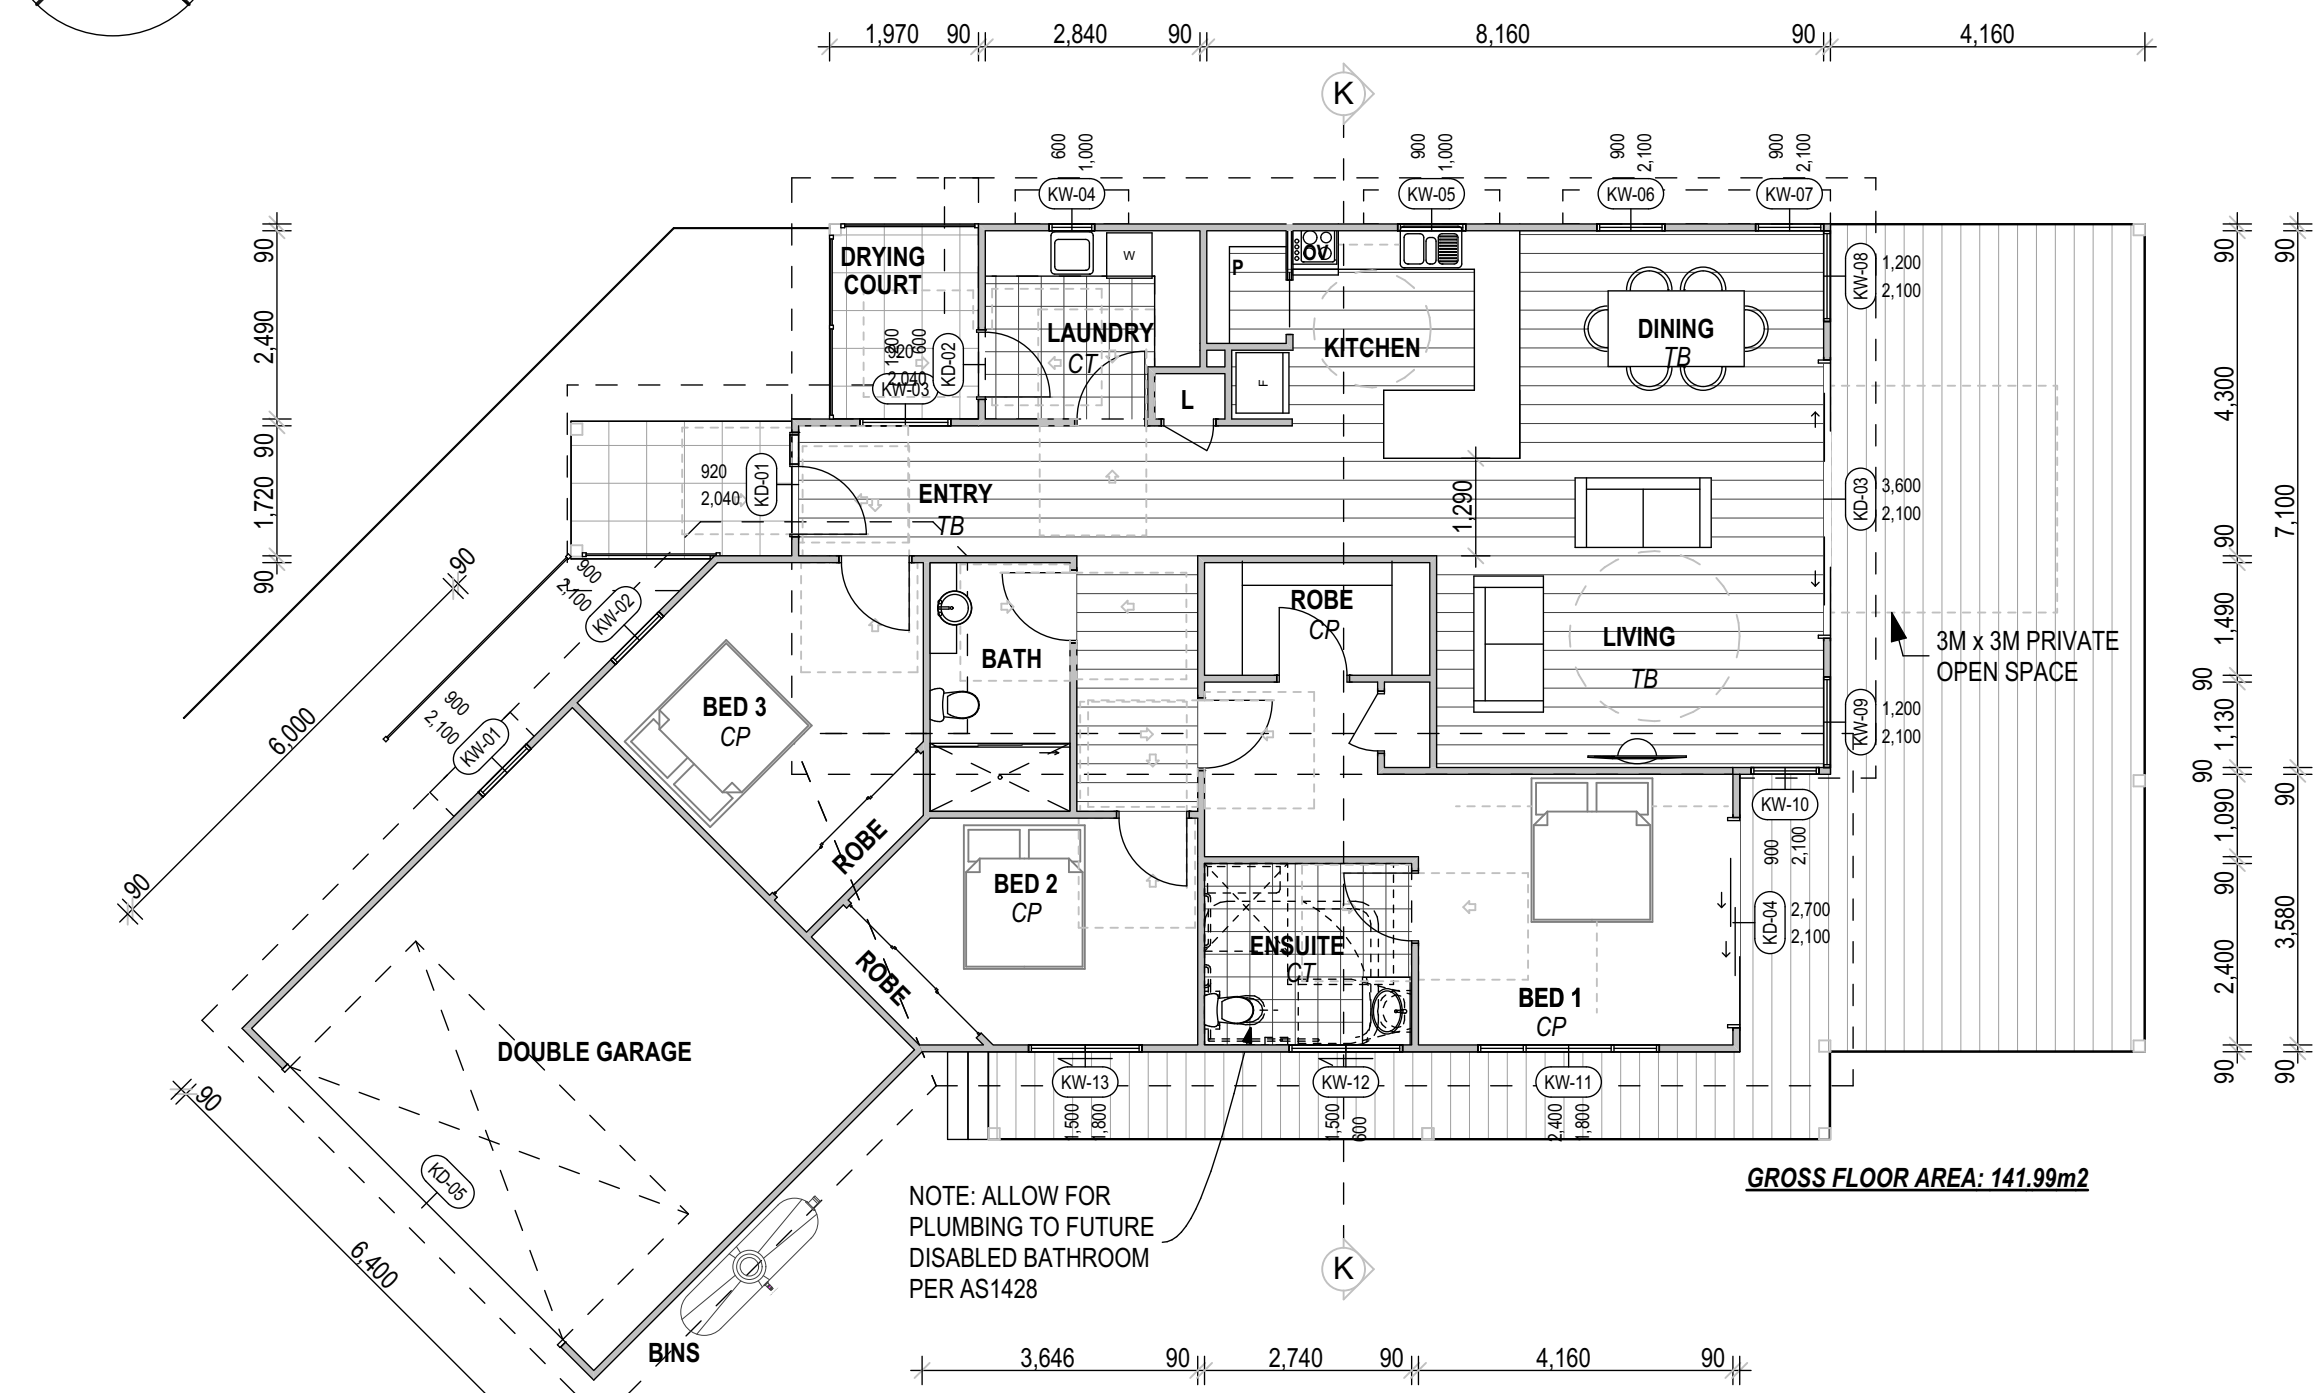 1,970 90 2,840 90 8,160 90 4,160
K
600
1,000
900
1,000
900
2,100
900
2,100
KW-04
KW-05
KW-06
KW-07
DRYING
COURT
W
P
OV
KW-08
1,200
2,100
LAUNDRY
CT
KITCHEN
DINING
TB
1,800
600
920
2,040
KD-02
KW-03
F
L
90
2,490
90
1,720
90
920
2,040
KD-01
ENTRY
TB
1,290
KD-03
3,600
2,100
900
2,100
KW-02
BATH
ROBE
CP
LIVING
TB
3M x 3M PRIVATE
OPEN SPACE
90
6,000
90
900
2,100
KW-01
BED 3
CP
KW-09
1,200
2,100
ROBE
KW-10
900
2,100
BED 2
CP
ROBE
ENSUITE
CT
KD-04
2,700
2,100
BED 1
CP
90
4,300
90
1,490
90
1,130
90
1,090
90
2,400
90
90
7,100
90
3,580
90
DOUBLE GARAGE
KW-13
1,500
1,800
KW-12
1,500
600
KW-11
2,400
1,800
90
6,400
KD-05
GROSS FLOOR AREA: 141.99m2
NOTE: ALLOW FOR
PLUMBING TO FUTURE
DISABLED BATHROOM
PER AS1428
K
BINS
3,646 90 2,740 90 4,160 90